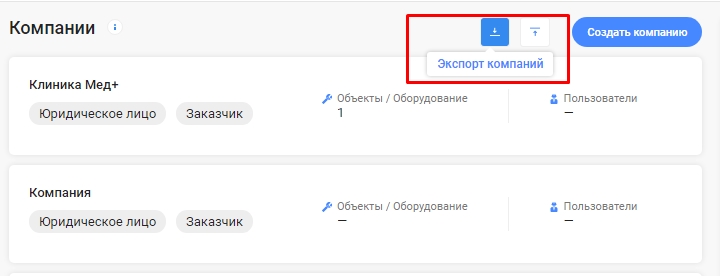 Компании
Создать компанию
Экспорт компаний
Клиника Мед+
Юридическое лицо
Заказчик
Объекты / Оборудование
1
Пользователи
—
Компания
Юридическое лицо
Заказчик
Объекты / Оборудование
—
Пользователи
—